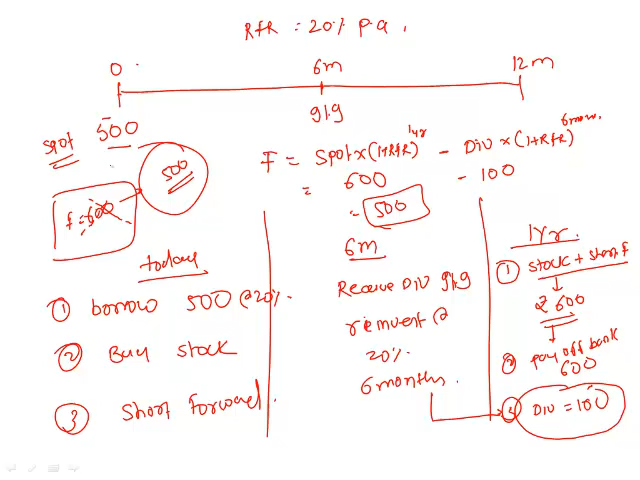 RfR = 20% p.a.
0 6m 12m
spot 500 91.9
F = Spot x (1+RfR)^1yr - Div x (1+Rfr)^6mon.
500
= 600 - 100
f = 600
= 500
6m
1yr.
today
① stock + short f
① borrow 500 @20%.
Receive Div 91.9
₹ 600
reinvest @
② Buy stock
20%.
② pay off bank
600
6 months.
③ short forward.
③ Div = 100